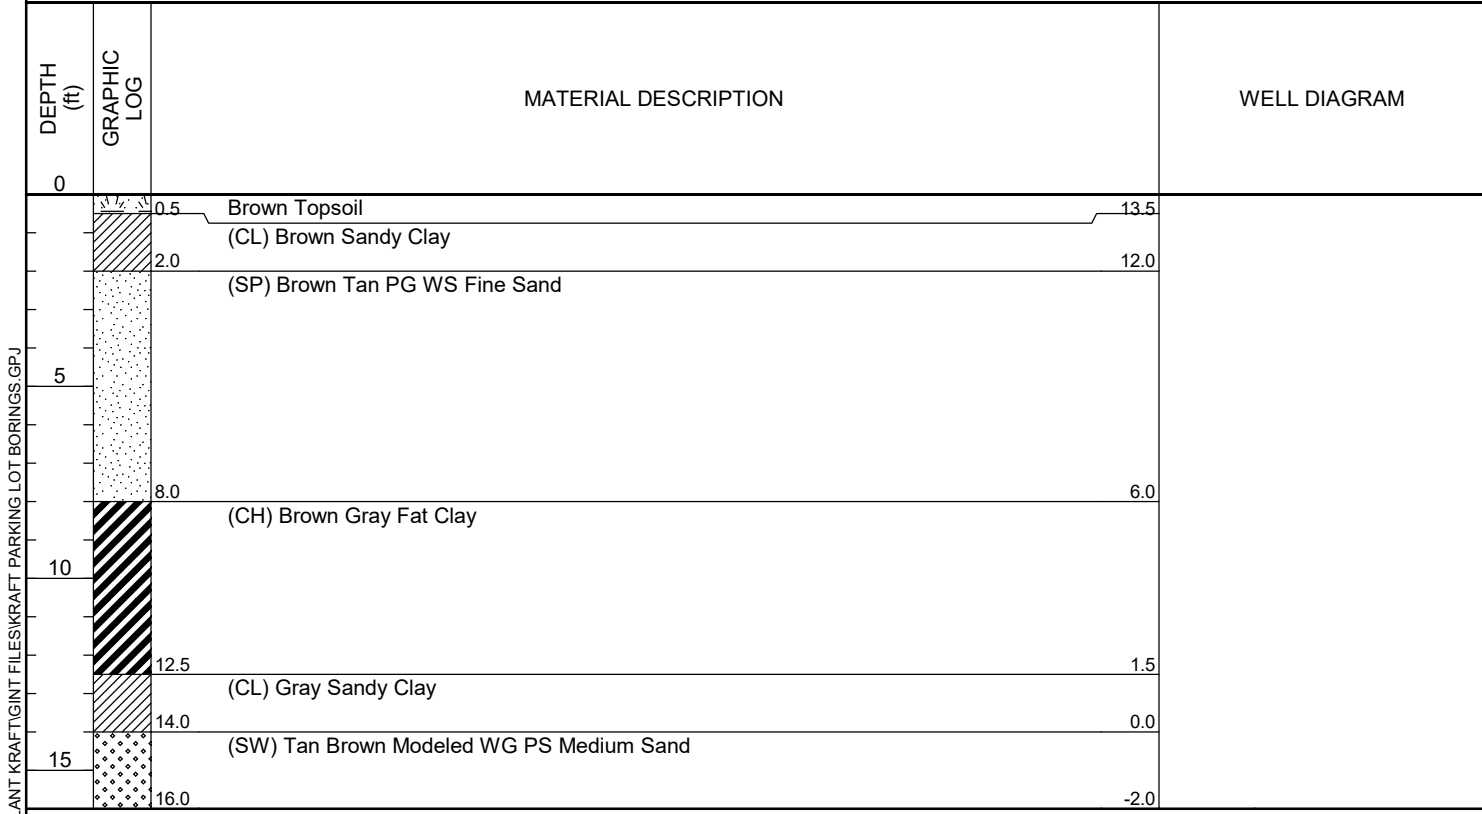 DEPTH
(ft)
GRAPHIC
LOG
MATERIAL DESCRIPTION
WELL DIAGRAM
0
0.5 Brown Topsoil 13.5
(CL) Brown Sandy Clay
2.0 12.0
(SP) Brown Tan PG WS Fine Sand
5
8.0 6.0
(CH) Brown Gray Fat Clay
10
12.5 1.5
(CL) Gray Sandy Clay
14.0 0.0
(SW) Tan Brown Modeled WG PS Medium Sand
15
16.0 -2.0
ANT KRAFT\GINT FILES\KRAFT PARKING LOT BORINGS.GPJ